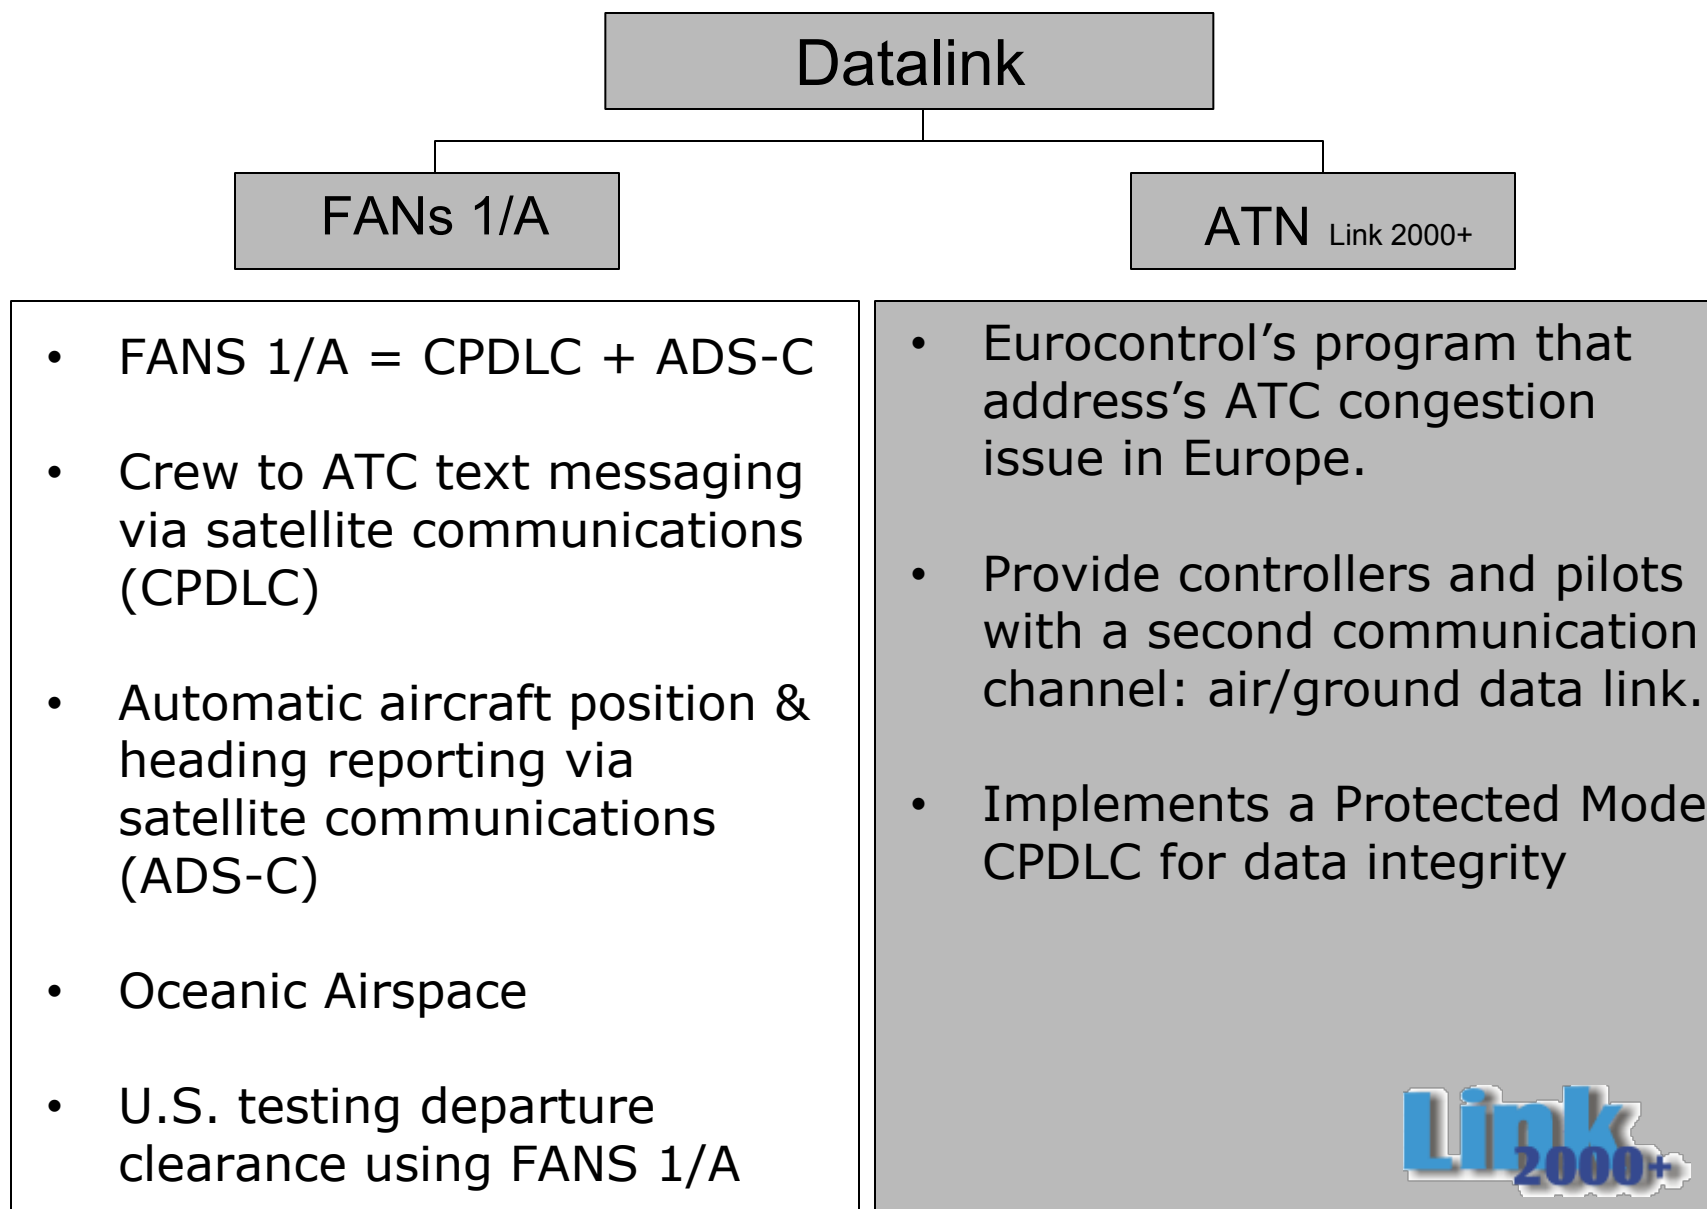 Datalink
FANs 1/A
ATN Link 2000+
• FANS 1/A = CPDLC + ADS-C
• Crew to ATC text messaging
via satellite communications
(CPDLC)
• Automatic aircraft position &
heading reporting via
satellite communications
(ADS-C)
• Oceanic Airspace
• U.S. testing departure
clearance using FANS 1/A
• Eurocontrol’s program that
address’s ATC congestion
issue in Europe.
• Provide controllers and pilots
with a second communication
channel: air/ground data link.
• Implements a Protected Mode
CPDLC for data integrity
Link
2000+